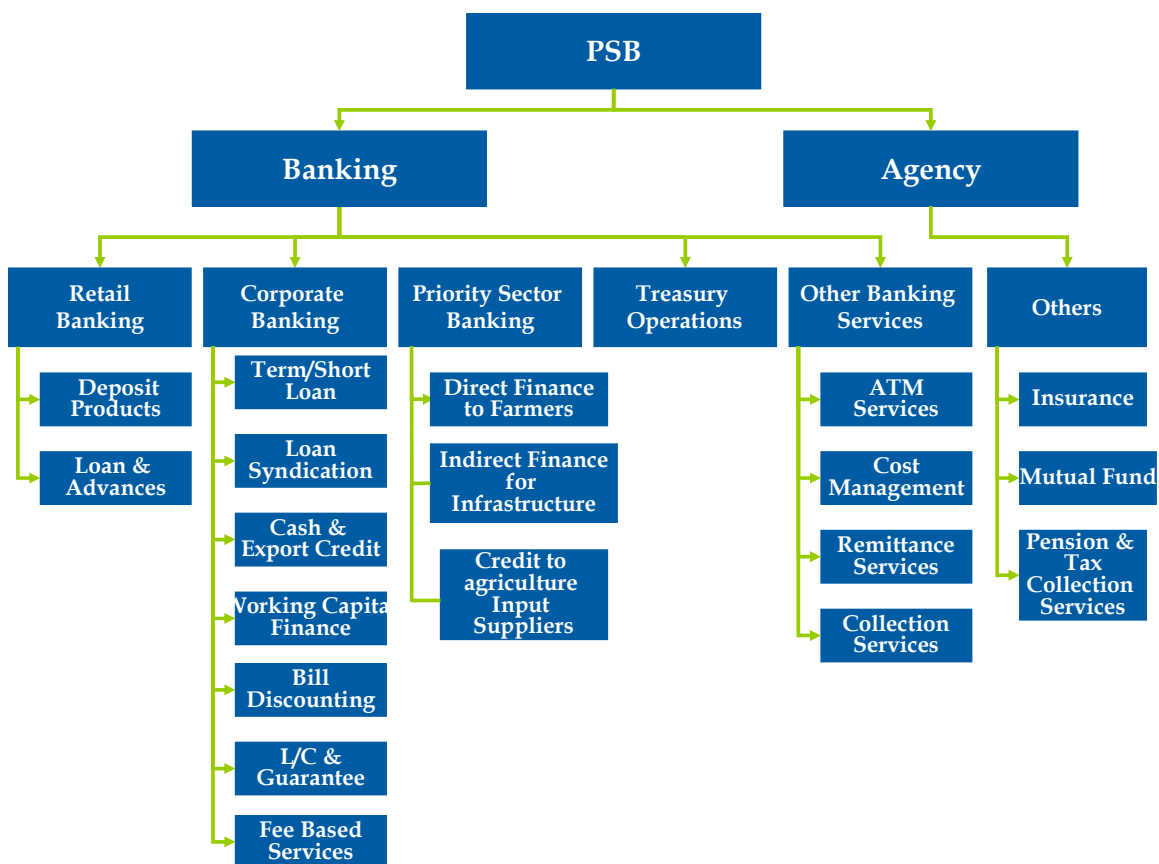 PSB
Banking
Agency
Retail
Banking
Corporate
Banking
Priority Sector
Banking
Treasury
Operations
Other Banking
Services
Others
Deposit
Products
Loan &
Advances
Term/Short
Loan
Loan
Syndication
Cash &
Export Credit
Working Capital
Finance
Bill
Discounting
L/C &
Guarantee
Fee Based
Services
Direct Finance
to Farmers
Indirect Finance
for
Infrastructure
Credit to
agriculture
Input
Suppliers
ATM
Services
Cost
Management
Remittance
Services
Collection
Services
Insurance
Mutual Fund
Pension &
Tax
Collection
Services